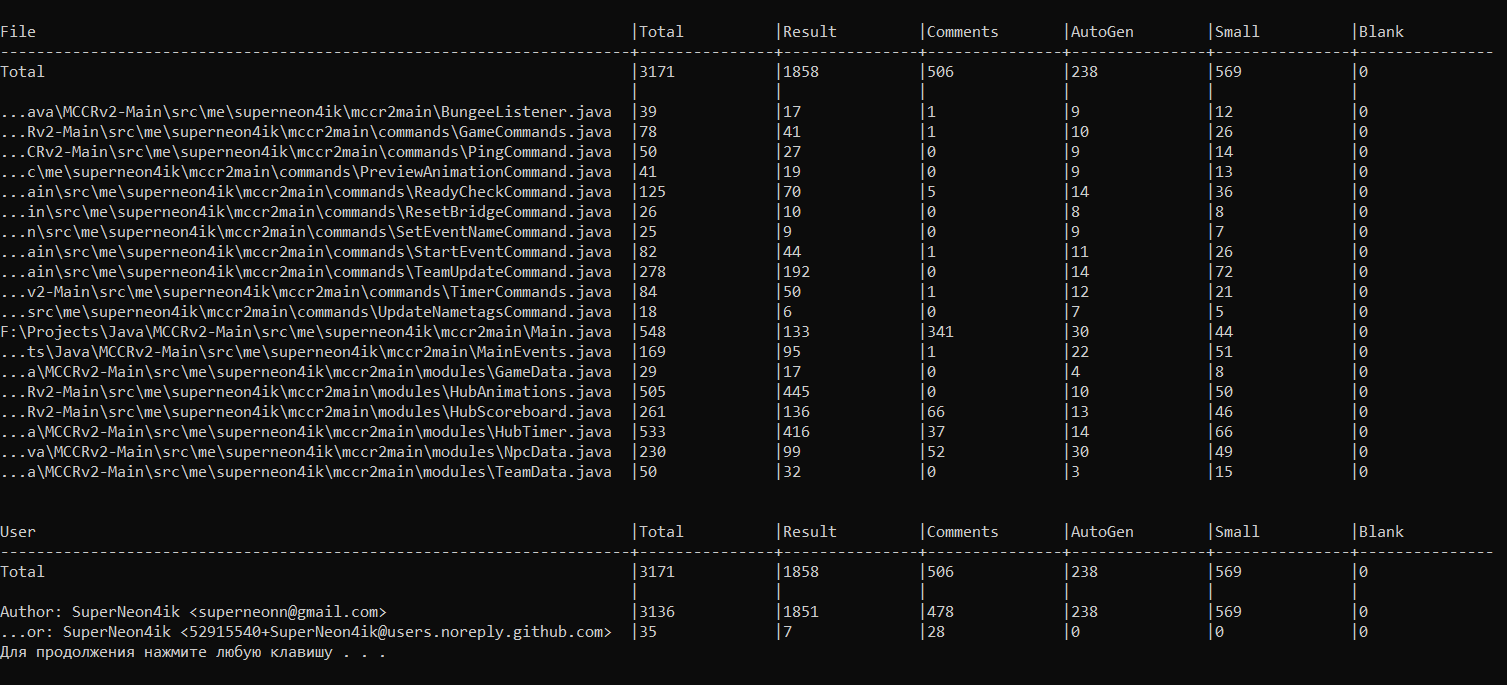 File |Total |Result |Comments |AutoGen |Small |Blank
Total |3171 |1858 |506 |238 |569 |0
...ava\MCCRv2-Main\src\me\superneon4ik\mccr2main\BungeeListener.java |39 |17 |1 |9 |12 |0
...Rv2-Main\src\me\superneon4ik\mccr2main\commands\GameCommands.java |78 |41 |1 |10 |26 |0
...CRv2-Main\src\me\superneon4ik\mccr2main\commands\PingCommand.java |50 |27 |0 |9 |14 |0
...c\me\superneon4ik\mccr2main\commands\PreviewAnimationCommand.java |41 |19 |0 |9 |13 |0
...ain\src\me\superneon4ik\mccr2main\commands\ReadyCheckCommand.java |125 |70 |5 |14 |36 |0
...in\src\me\superneon4ik\mccr2main\commands\ResetBridgeCommand.java |26 |10 |0 |8 |8 |0
...n\src\me\superneon4ik\mccr2main\commands\SetEventNameCommand.java |25 |9 |0 |9 |7 |0
...ain\src\me\superneon4ik\mccr2main\commands\StartEventCommand.java |82 |44 |1 |11 |26 |0
...ain\src\me\superneon4ik\mccr2main\commands\TeamUpdateCommand.java |278 |192 |0 |14 |72 |0
...v2-Main\src\me\superneon4ik\mccr2main\commands\TimerCommands.java |84 |50 |1 |12 |21 |0
...src\me\superneon4ik\mccr2main\commands\UpdateNametagsCommand.java |18 |6 |0 |7 |5 |0
F:\Projects\Java\MCCRv2-Main\src\me\superneon4ik\mccr2main\Main.java |548 |133 |341 |30 |44 |0
...ts\Java\MCCRv2-Main\src\me\superneon4ik\mccr2main\MainEvents.java |169 |95 |1 |22 |51 |0
...a\MCCRv2-Main\src\me\superneon4ik\mccr2main\modules\GameData.java |29 |17 |0 |4 |8 |0
...Rv2-Main\src\me\superneon4ik\mccr2main\modules\HubAnimations.java |505 |445 |0 |10 |50 |0
...Rv2-Main\src\me\superneon4ik\mccr2main\modules\HubScoreboard.java |261 |136 |66 |13 |46 |0
...a\MCCRv2-Main\src\me\superneon4ik\mccr2main\modules\HubTimer.java |533 |416 |37 |14 |66 |0
...va\MCCRv2-Main\src\me\superneon4ik\mccr2main\modules\NpcData.java |230 |99 |52 |30 |49 |0
...a\MCCRv2-Main\src\me\superneon4ik\mccr2main\modules\TeamData.java |50 |32 |0 |3 |15 |0
User |Total |Result |Comments |AutoGen |Small |Blank
Total |3171 |1858 |506 |238 |569 |0
Author: SuperNeon4ik <superneonn@gmail.com> |3136 |1851 |478 |238 |569 |0
...or: SuperNeon4ik <52915540+SuperNeon4ik@users.noreply.github.com> |35 |7 |28 |0 |0 |0
Для продолжения нажмите любую клавишу . . .